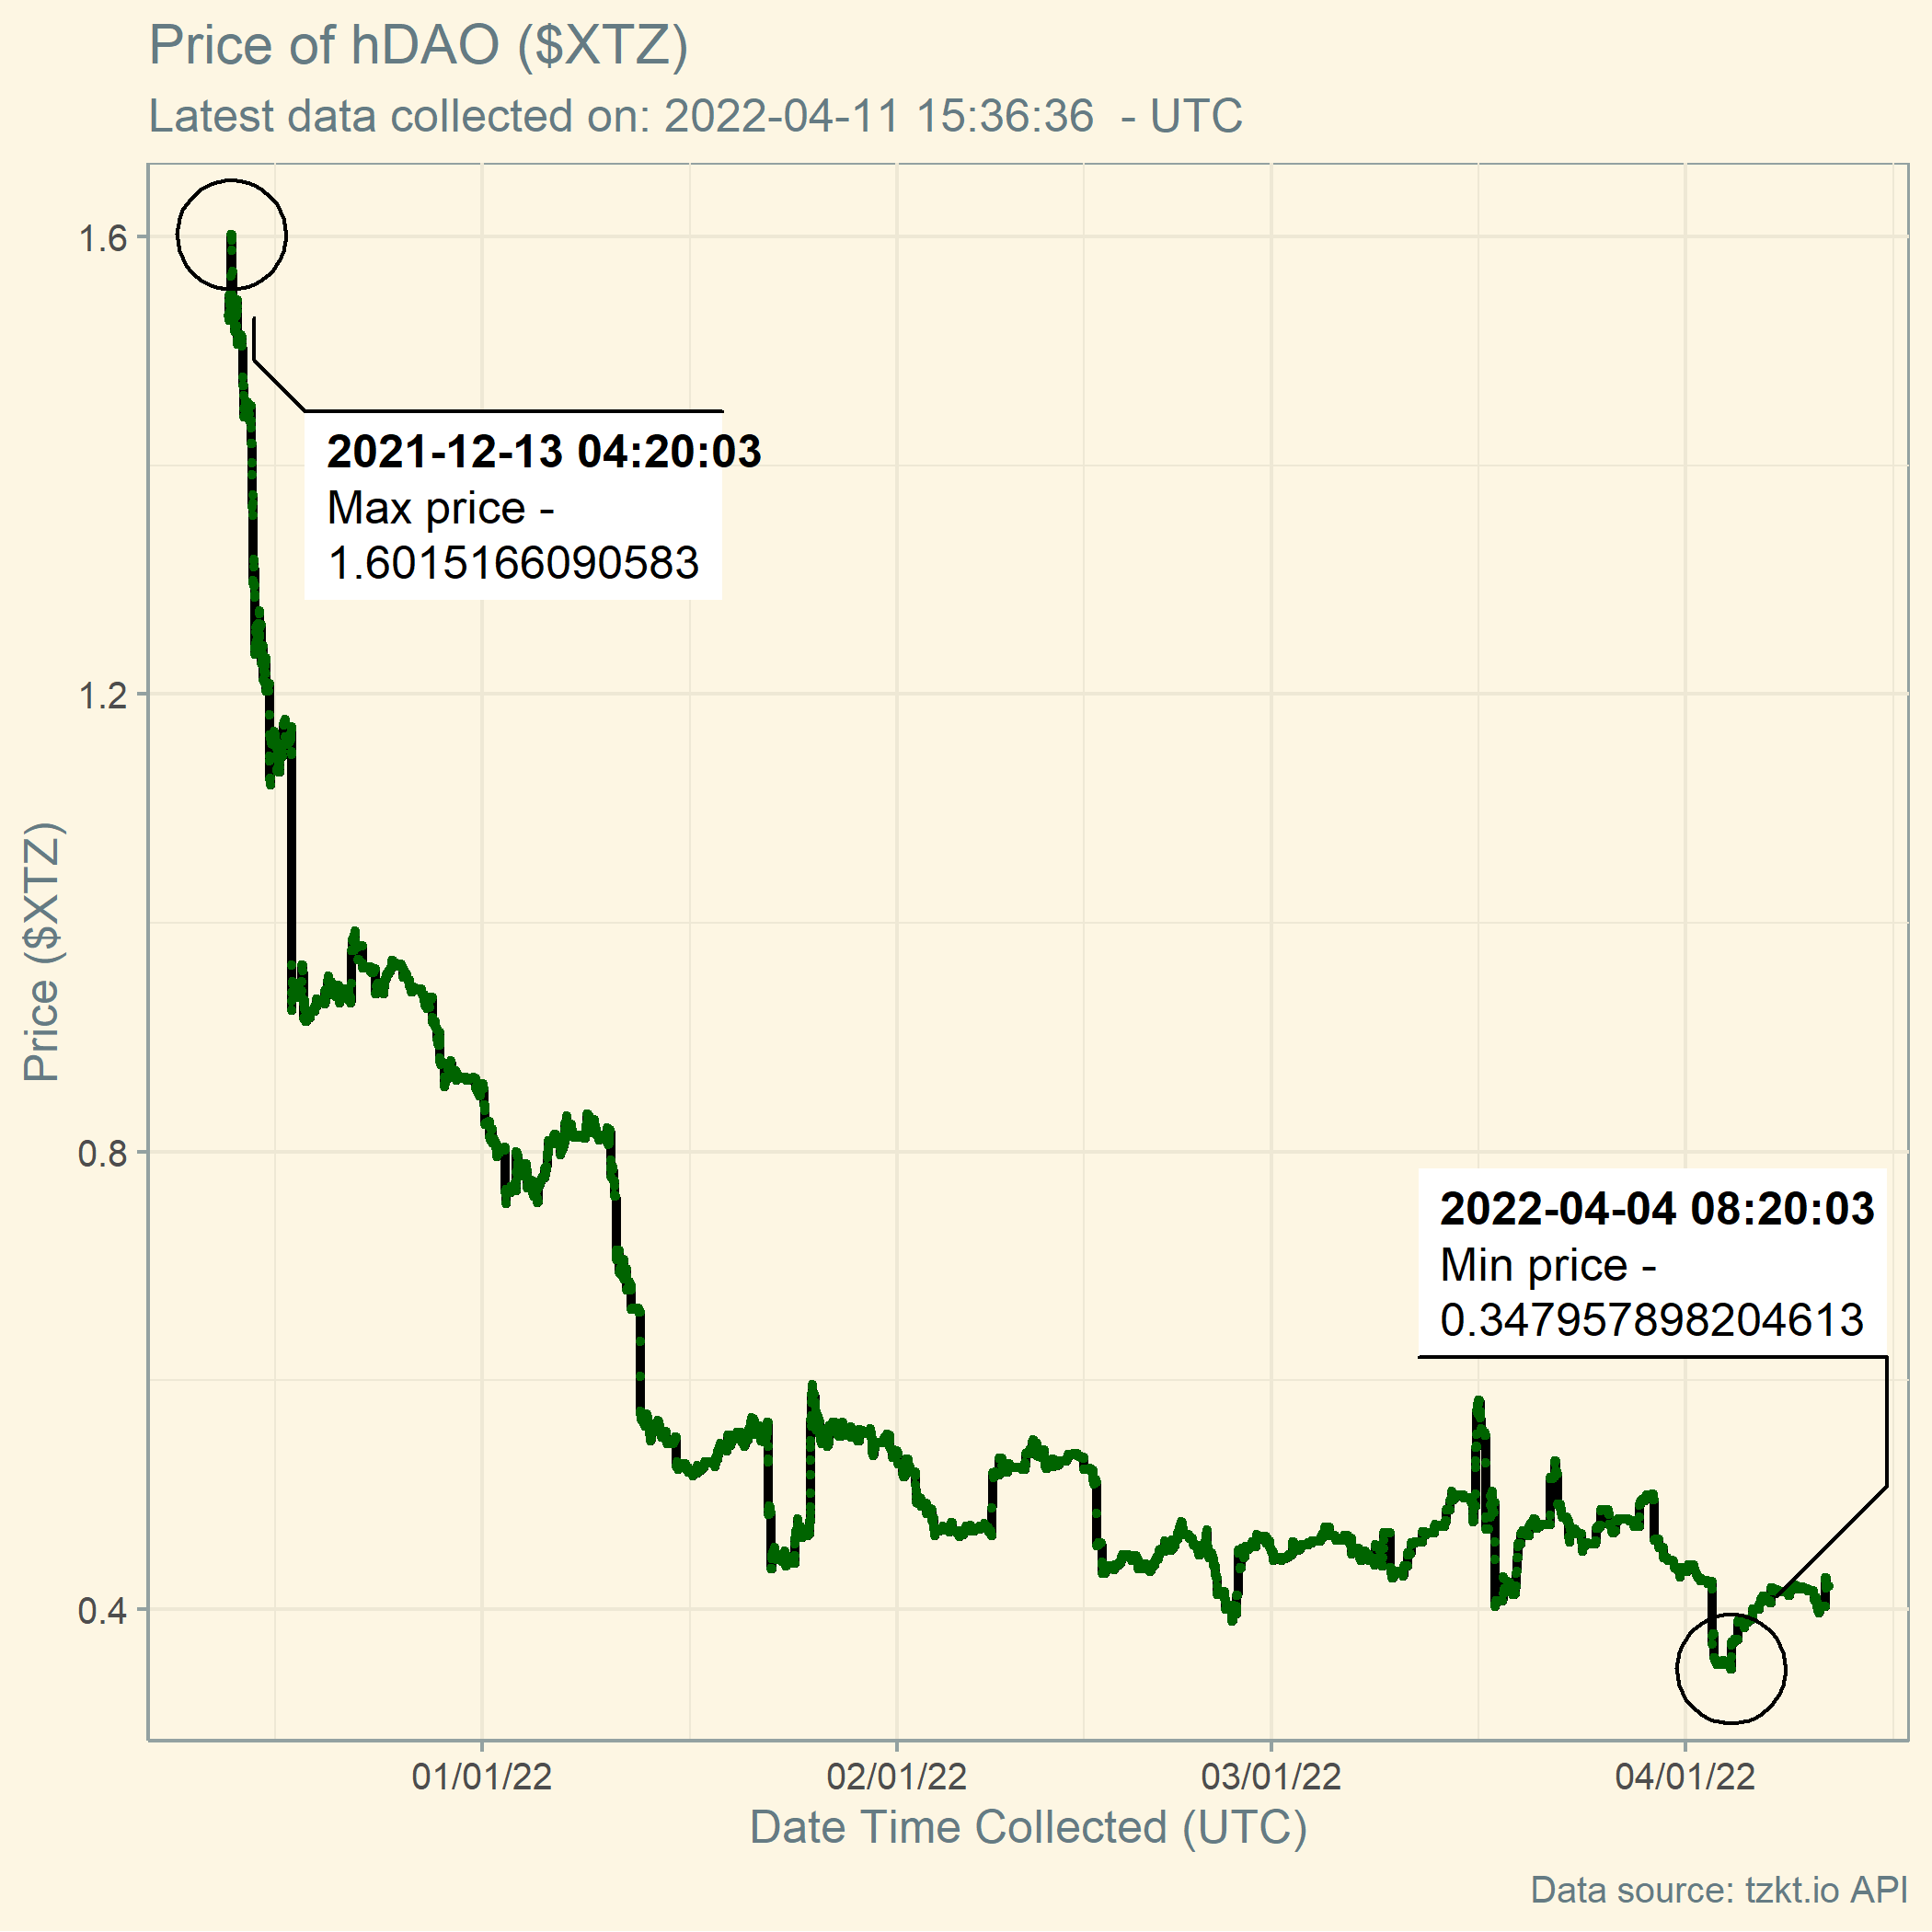 Price of hDAO ($XTZ)
Latest data collected on: 2022-04-11 15:36:36 - UTC
1.6
1.2
0.8
0.4
Price ($XTZ)
2021-12-13 04:20:03
Max price -
1.6015166090583
2022-04-04 08:20:03
Min price -
0.347957898204613
01/01/22
02/01/22
03/01/22
04/01/22
Date Time Collected (UTC)
Data source: tzkt.io API